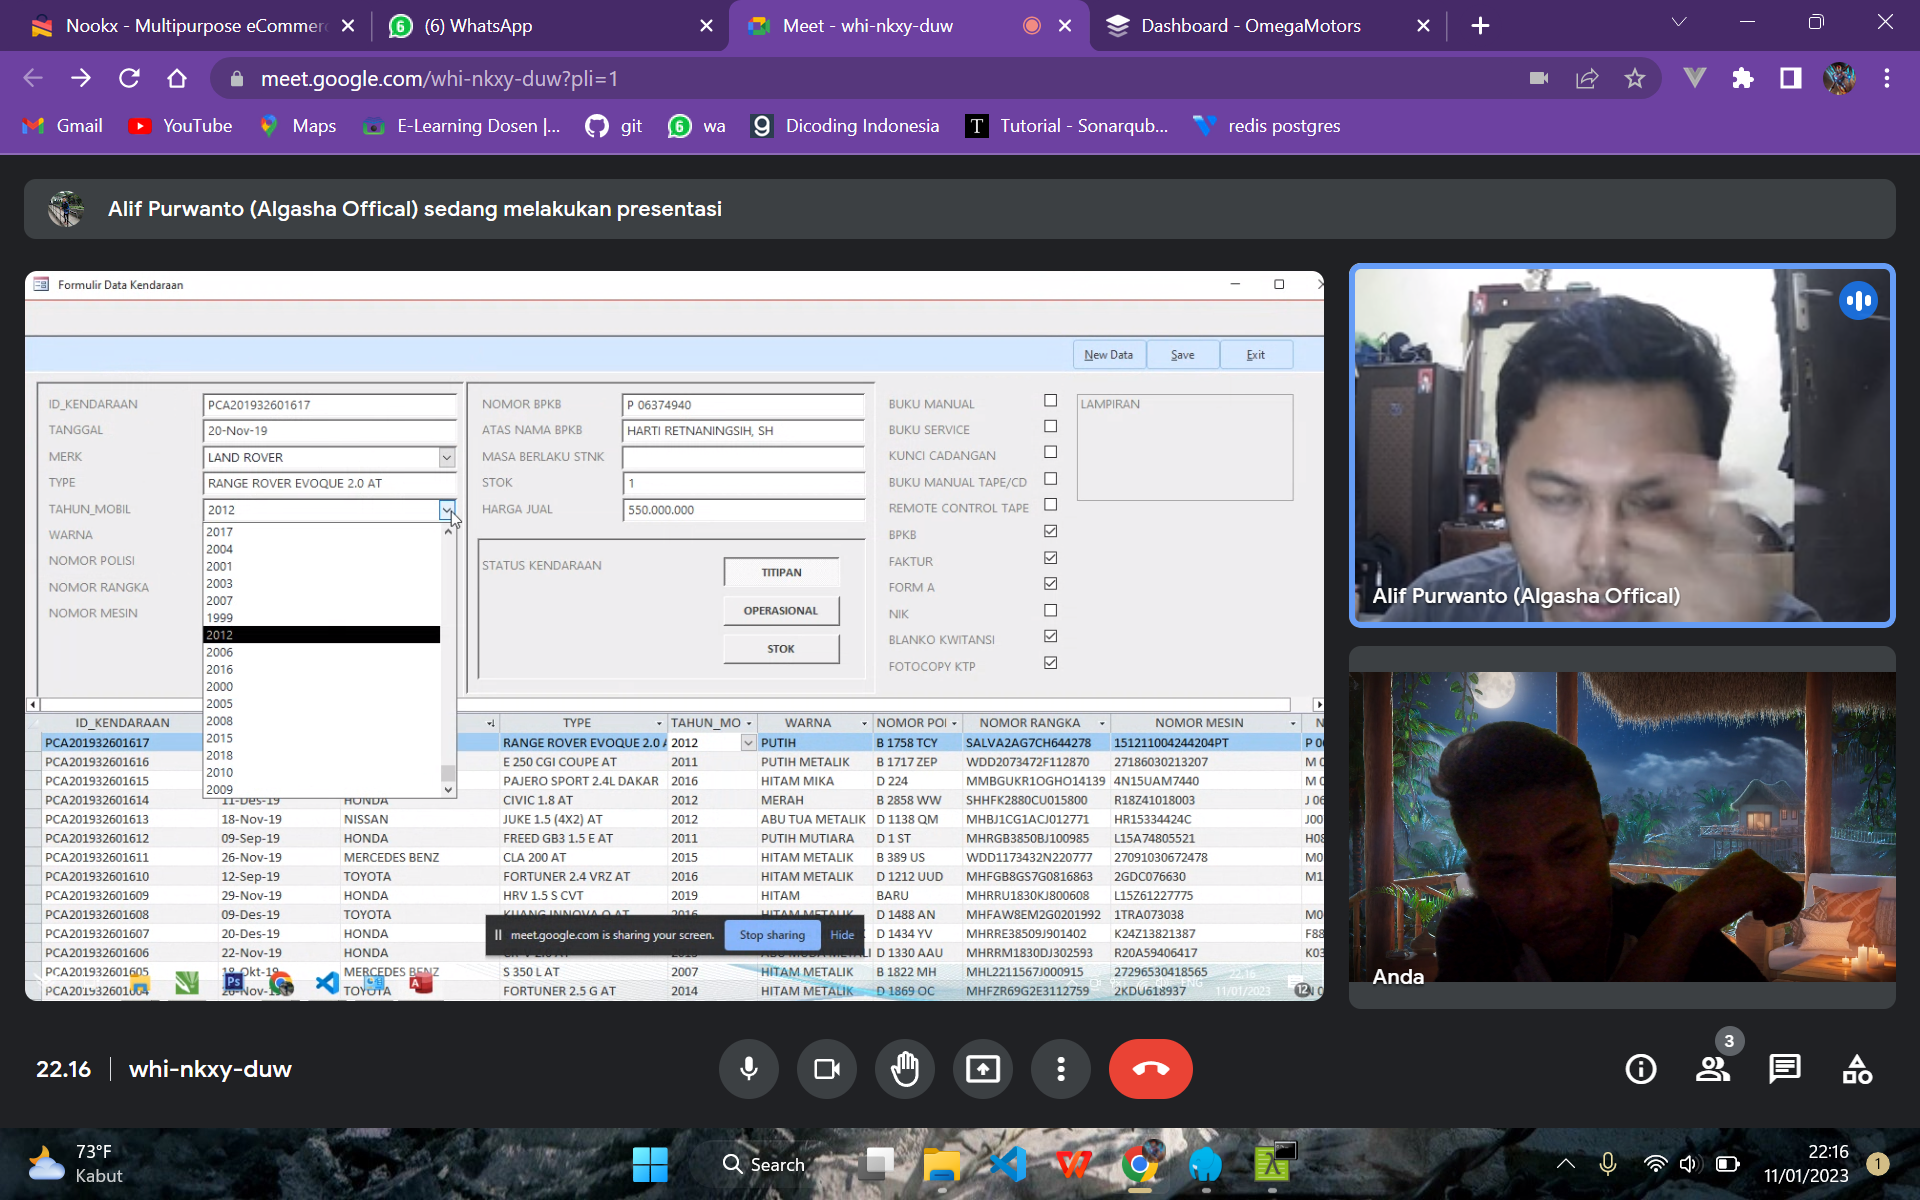 Nookx - Multipurpose eCommer
(6) WhatsApp
Meet - whi-nkxy-duw
Dashboard - OmegaMotors
meet.google.com/whi-nkxy-duw?pli=1
Gmail
YouTube
Maps
E-Learning Dosen |...
git
wa
Dicoding Indonesia
Tutorial - Sonarqub...
redis postgres
Alif Purwanto (Algasha Offical) sedang melakukan presentasi
Formulir Data Kendaraan
New Data Save Exit
ID_KENDARAAN PCA201932601617
TANGGAL 20-Nov-19
MERK LAND ROVER
TYPE RANGE ROVER EVOQUE 2.0 AT
TAHUN_MOBIL 2012
WARNA
NOMOR POLISI
NOMOR RANGKA
NOMOR MESIN
2017
2004
2001
2003
2007
1999
2012
2006
2016
2000
2005
2008
2015
2018
2010
2009
NOMOR BPKB P 06374940
ATAS NAMA BPKB HARTI RETNANINGSIH, SH
MASA BERLAKU STNK
STOK 1
HARGA JUAL 550.000.000
STATUS KENDARAAN
TITIPAN
OPERASIONAL
STOK
BUKU MANUAL
BUKU SERVICE
KUNCI CADANGAN
BUKU MANUAL TAPE/CD
REMOTE CONTROL TAPE
BPKB
FAKTUR
FORM A
NIK
BLANKO KWITANSI
FOTOCOPY KTP
LAMPIRAN
ID_KENDARAAN TYPE TAHUN_MO WARNA NOMOR POI NOMOR RANGKA NOMOR MESIN N
PCA201932601617 RANGE ROVER EVOQUE 2.0 A 2012 PUTIH B 1758 TCY SALVA2AG7CH644278 151211004244204PT P 0
PCA201932601616 E 250 CGI COUPE AT 2011 PUTIH METALIK B 1717 ZEP WDD2073472F112870 27186030213207 M 0
PCA201932601615 PAJERO SPORT 2.4L DAKAR 2016 HITAM MIKA D 224 MMBGUKR1OGHO14139 4N15UAM7440 M 0
PCA201932601614 11-Des-19 HONDA CIVIC 1.8 AT 2012 MERAH B 2858 WW SHHFK2880CU015800 R18Z41018003 J 06
PCA201932601613 18-Nov-19 NISSAN JUKE 1.5 (4X2) AT 2012 ABU TUA METALIK D 1138 QM MHBJ1CG1ACJ012771 HR15334424C J00
PCA201932601612 09-Sep-19 HONDA FREED GB3 1.5 E AT 2011 PUTIH MUTIARA D 1 ST MHRGB3850BJ100985 L15A74805521 H08
PCA201932601611 26-Nov-19 MERCEDES BENZ CLA 200 AT 2015 HITAM METALIK B 389 US WDD1173432N220777 27091030672478 M0
PCA201932601610 12-Sep-19 TOYOTA FORTUNER 2.4 VRZ AT 2016 HITAM METALIK D 1212 UUD MHFGB8GS7G0816863 2GDC076630 M1
PCA201932601609 29-Nov-19 HONDA HRV 1.5 S CVT 2019 HITAM BARU MHRRU1830KJ800608 L15Z61227775
PCA201932601608 09-Des-19 TOYOTA KIJANG INNOVA Q AT 2016 HITAM METALIK D 1488 AN MHFAW8EM2G0201992 1TRA073038 M0
PCA201932601607 20-Des-19 HONDA D 1434 YV MHRRE38509J901402 K24Z13821387 F88
PCA201932601606 22-Nov-19 HONDA D 1330 AAU MHRRM1830DJ302593 R20A59406417 K03
PCA201932601605 18-Okt-19 MERCEDES BENZ S 350 L AT 2007 HITAM METALIK B 1822 MH MHL2211567J000915 27296530418565
PCA201932601604 TOYOTA FORTUNER 2.5 G AT 2014 HITAM METALIK D 1869 OC MHFZR69G2E3112759 2KDU618937
meet.google.com is sharing your screen. Stop sharing Hide
22.16
ENG
11/01/2023
12
Alif Purwanto (Algasha Offical)
Anda
22.16 whi-nkxy-duw
3
73°F
Kabut
Search
22:16
11/01/2023
1